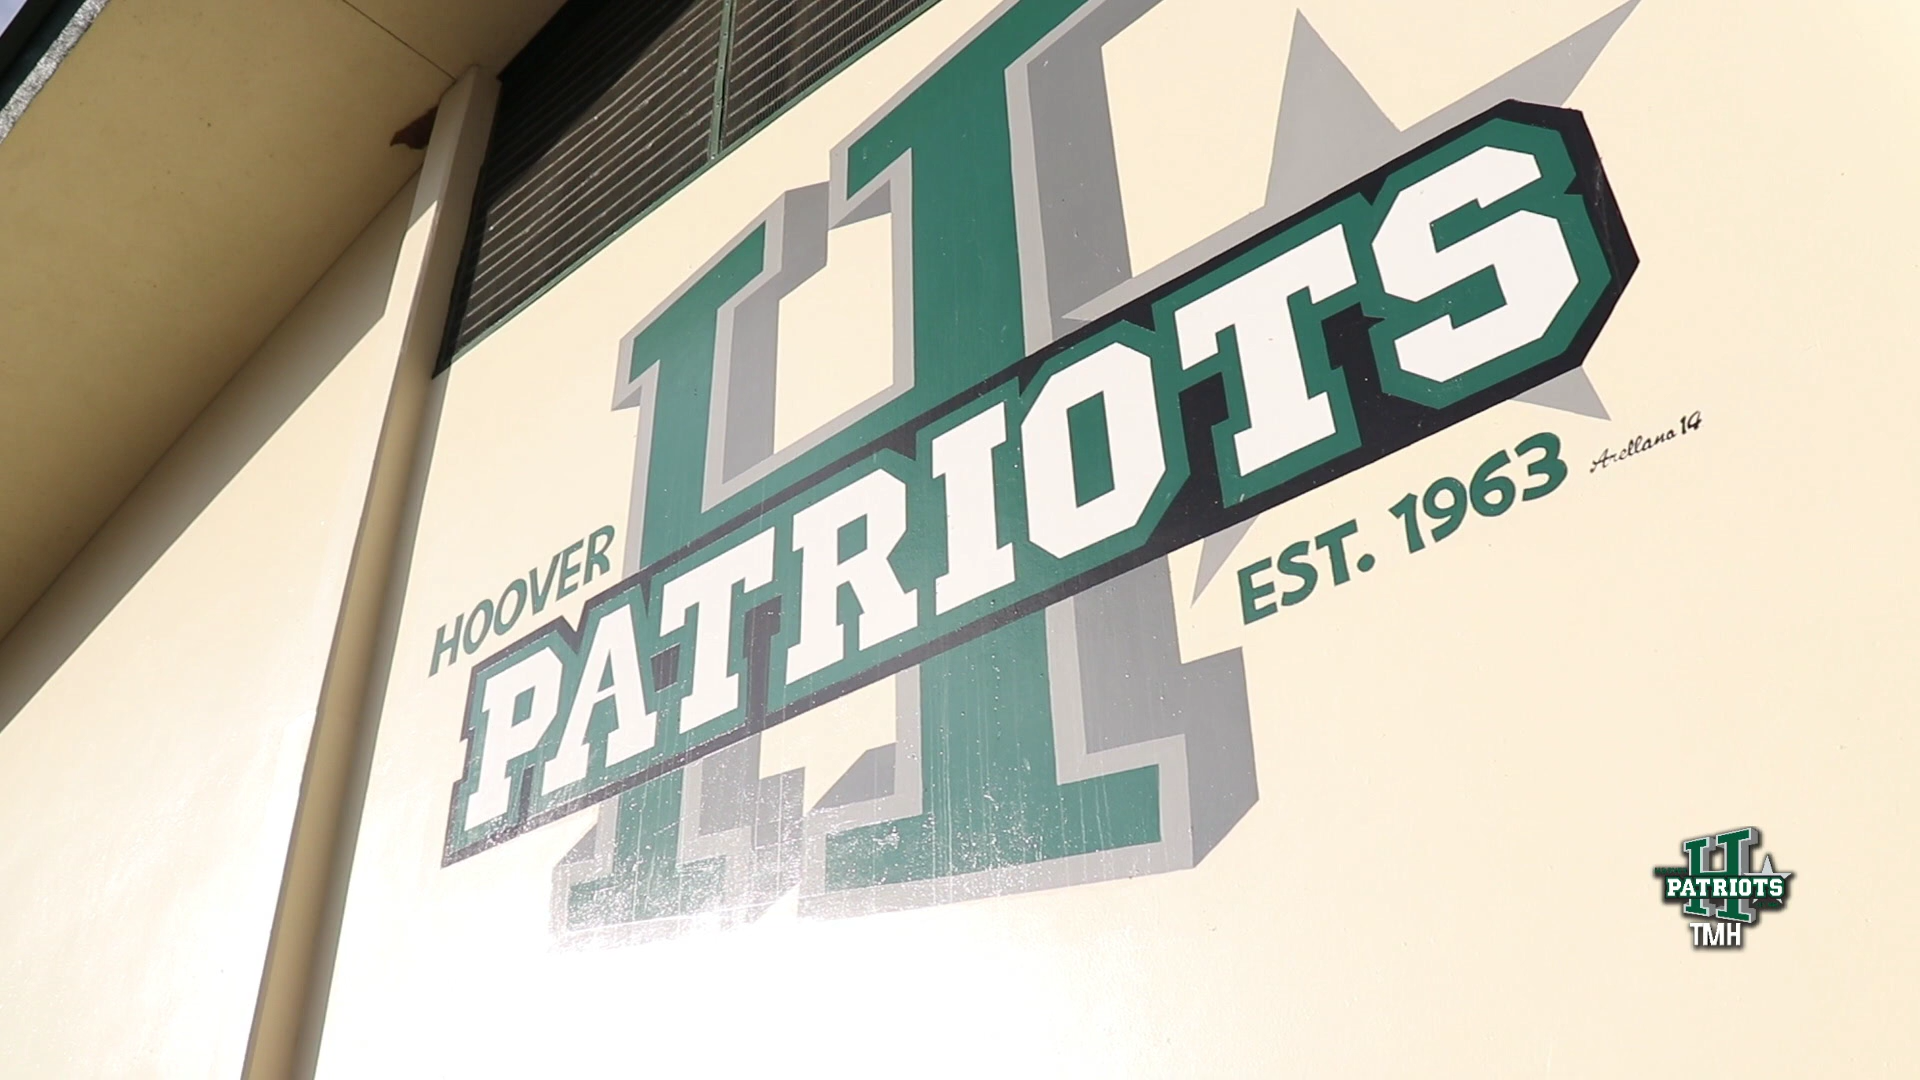 H
HOOVER
PATRIOTS
EST. 1963
Arellano 14
H
PATRIOTS
TMH